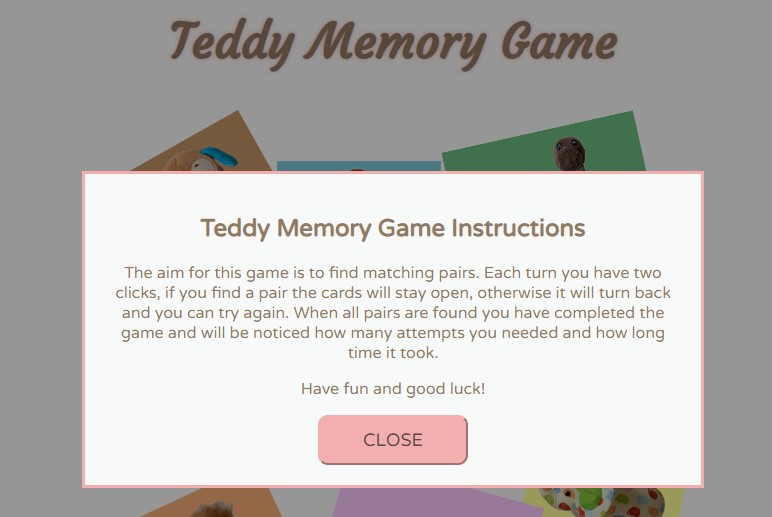 Teddy Memory Game
Teddy Memory Game Instructions
The aim for this game is to find matching pairs. Each turn you have two
clicks, if you find a pair the cards will stay open, otherwise it will turn back
and you can try again. When all pairs are found you have completed the
game and will be noticed how many attempts you needed and how long
time it took.
Have fun and good luck!
CLOSE